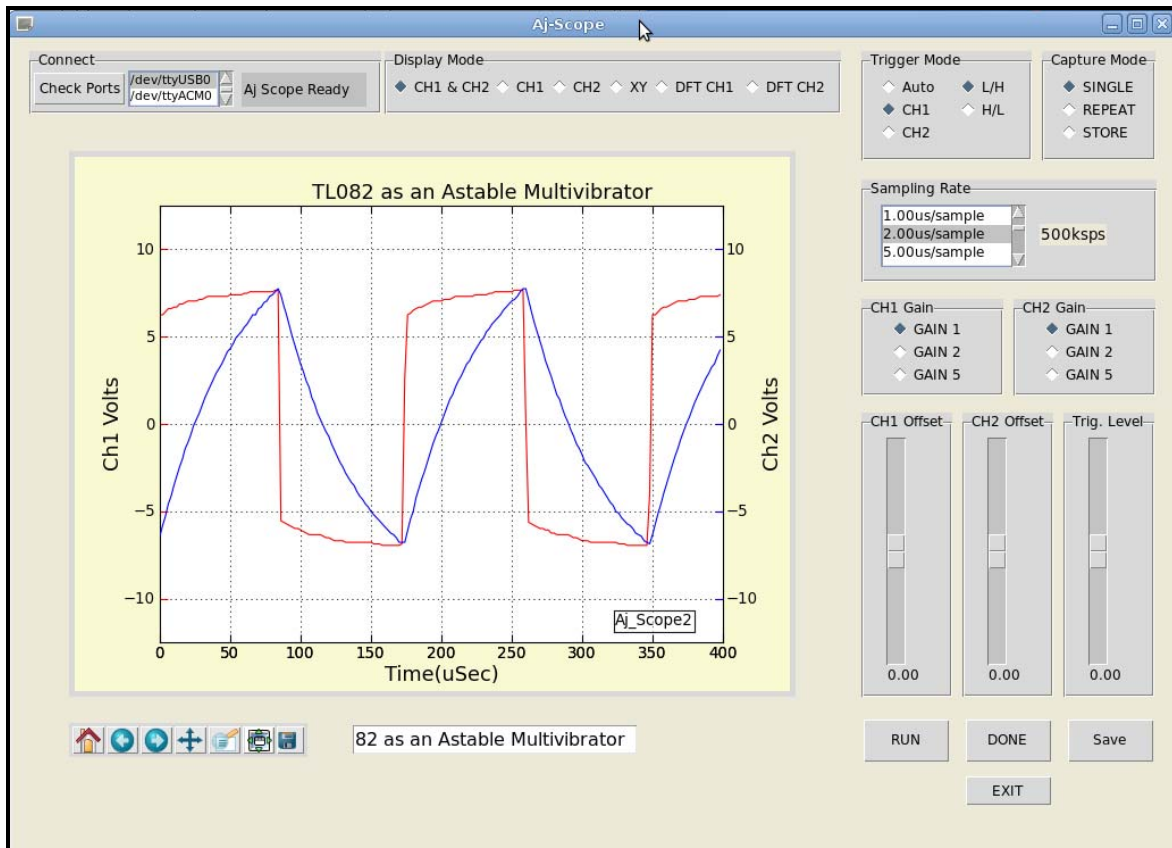 Aj-Scope
Connect
Check Ports
/dev/ttyUSB0
/dev/ttyACM0
Aj Scope Ready
Display Mode
CH1 & CH2
CH1
CH2
XY
DFT CH1
DFT CH2
Trigger Mode
Auto
L/H
CH1
H/L
CH2
Capture Mode
SINGLE
REPEAT
STORE
TL082 as an Astable Multivibrator
10
5
0
−5
−10
Ch1 Volts
10
5
0
−5
−10
Ch2 Volts
Aj_Scope2
0 50 100 150 200 250 300 350 400
Time(uSec)
Sampling Rate
1.00us/sample
2.00us/sample
5.00us/sample
500ksps
CH1 Gain
GAIN 1
GAIN 2
GAIN 5
CH2 Gain
GAIN 1
GAIN 2
GAIN 5
CH1 Offset
0.00
CH2 Offset
0.00
Trig. Level
0.00
82 as an Astable Multivibrator
RUN
DONE
Save
EXIT